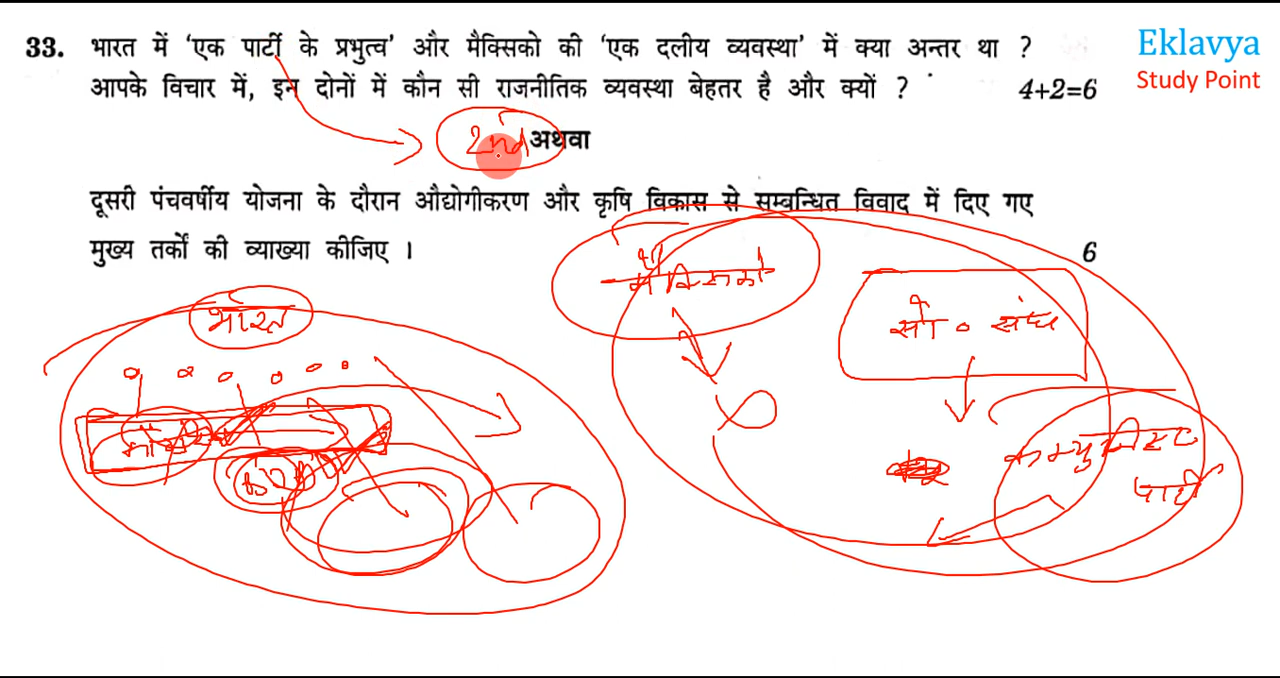 33. भारत में ‘एक पार्टी के प्रभुत्व’ और मैक्सिको की ‘एक दलीय व्यवस्था’ में क्या अन्तर था ?
Eklavya
Study Point
आपके विचार में, इन दोनों में कौन सी राजनीतिक व्यवस्था बेहतर है और क्यों ? 4+2=6
2nd अथवा
दूसरी पंचवर्षीय योजना के दौरान औद्योगीकरण और कृषि विकास से सम्बन्धित विवाद में दिए गए
मुख्य तर्कों की व्याख्या कीजिए । 6
भारत
सो० संघ
कम्युनिस्ट
पार्टी